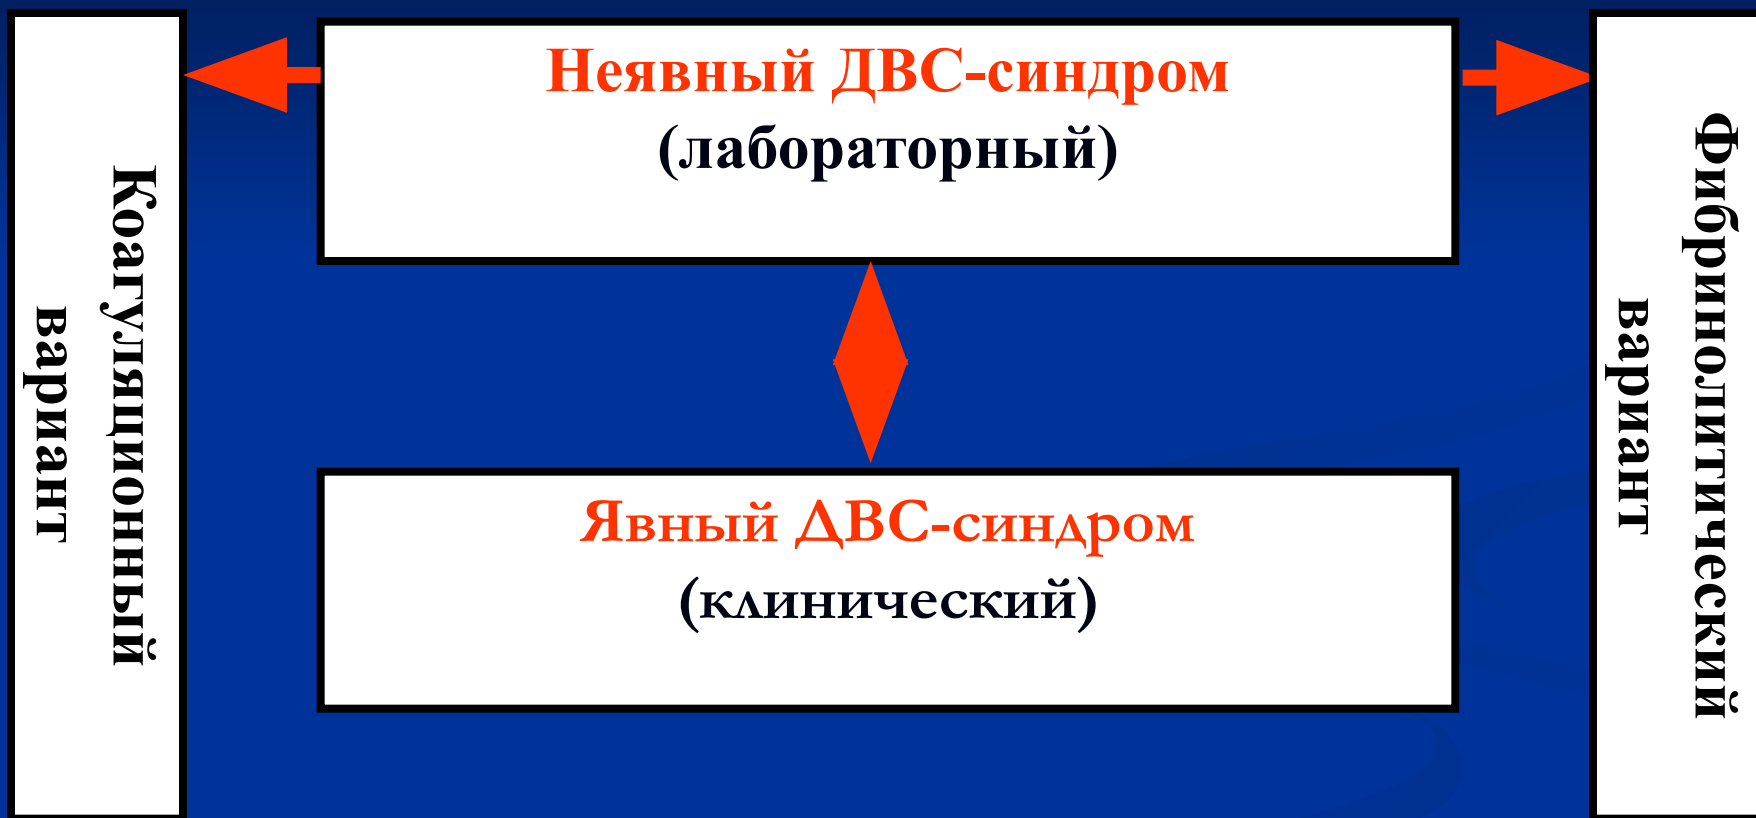 Неявный ДВС-синдром
(лабораторный)
Коагуляционный
вариант
Фибринолитический
вариант
Явный ДВС-синдром
(клинический)